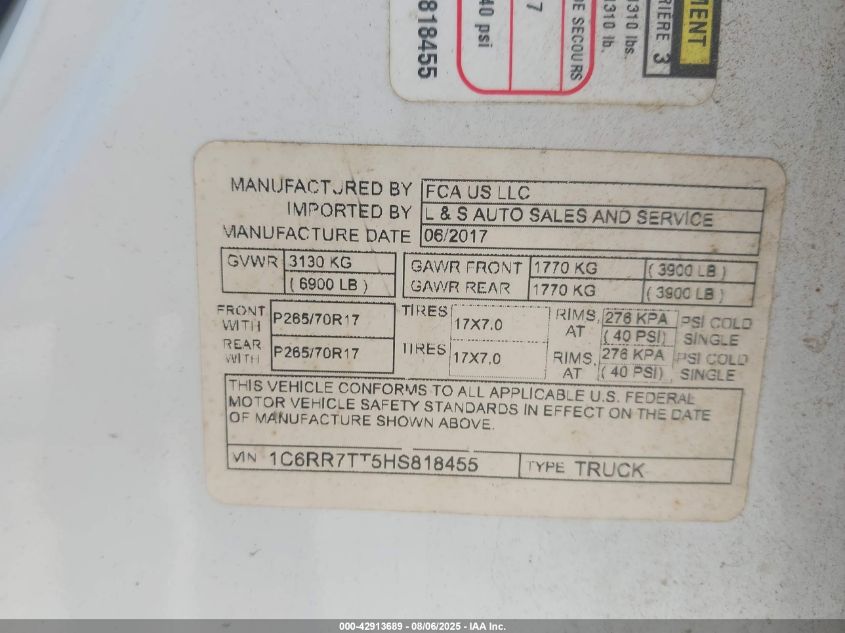 818455
40 psi
7
DE SECOURS
1310 lb.
1310 lbs.
RIÈRE 3
MENT
MANUFACTURED BY FCA US LLC
IMPORTED BY L & S AUTO SALES AND SERVICE
MANUFACTURE DATE 06/2017
GVWR 3130 KG
( 6900 LB )
GAWR FRONT 1770 KG ( 3900 LB )
GAWR REAR 1770 KG ( 3900 LB )
FRONT WITH P265/70R17 TIRES 17X7.0 RIMS, AT 276 KPA ( 40 PSI) PSI COLD SINGLE
REAR WITH P265/70R17 TIRES 17X7.0 RIMS, AT 276 KPA ( 40 PSI) PSI COLD SINGLE
THIS VEHICLE CONFORMS TO ALL APPLICABLE U.S. FEDERAL
MOTOR VEHICLE SAFETY STANDARDS IN EFFECT ON THE DATE
OF MANUFACTURE SHOWN ABOVE.
VIN 1C6RR7TT5HS818455 TYPE TRUCK
000-42913689 - 08/06/2025 - IAA Inc.